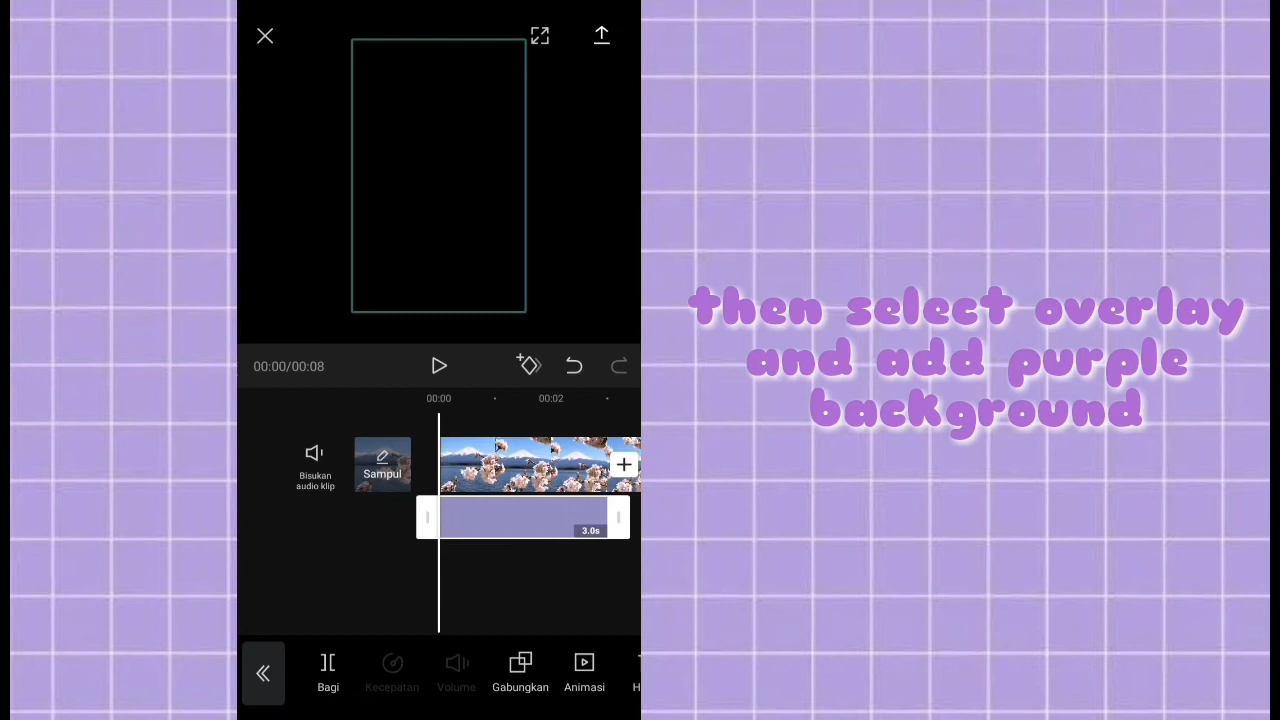 00:00/00:08
00:00
00:02
Bisukan
audio klip
Sampul
3.0s
Bagi
Kecepatan
Volume
Gabungkan
Animasi
H
then select overlay
and add purple
background